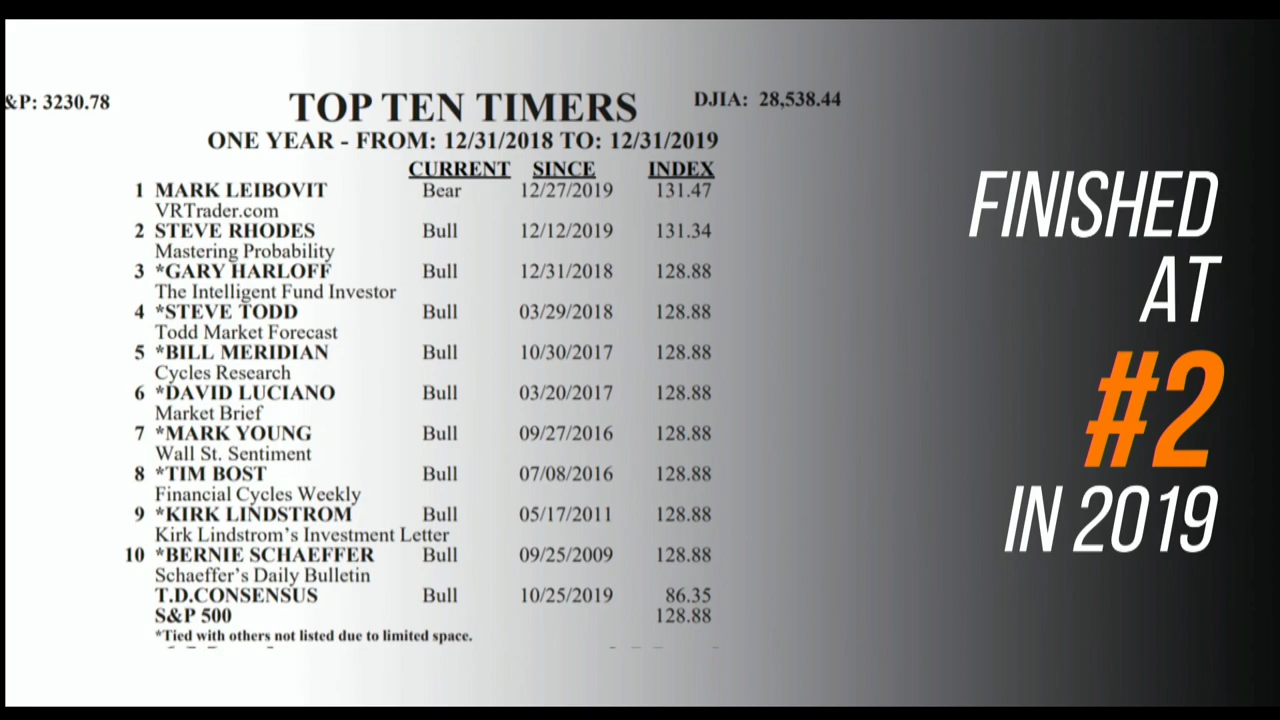 &P: 3230.78
TOP TEN TIMERS
DJIA: 28,538.44
ONE YEAR - FROM: 12/31/2018 TO: 12/31/2019
CURRENT SINCE INDEX
1 MARK LEIBOVIT Bear 12/27/2019 131.47
VRTrader.com
2 STEVE RHODES Bull 12/12/2019 131.34
Mastering Probability
3 *GARY HARLOFF Bull 12/31/2018 128.88
The Intelligent Fund Investor
4 *STEVE TODD Bull 03/29/2018 128.88
Todd Market Forecast
5 *BILL MERIDIAN Bull 10/30/2017 128.88
Cycles Research
6 *DAVID LUCIANO Bull 03/20/2017 128.88
Market Brief
7 *MARK YOUNG Bull 09/27/2016 128.88
Wall St. Sentiment
8 *TIM BOST Bull 07/08/2016 128.88
Financial Cycles Weekly
9 *KIRK LINDSTROM Bull 05/17/2011 128.88
Kirk Lindstrom's Investment Letter
10 *BERNIE SCHAEFFER Bull 09/25/2009 128.88
Schaeffer's Daily Bulletin
T.D.CONSENSUS Bull 10/25/2019 86.35
S&P 500 128.88
*Tied with others not listed due to limited space.
FINISHED
AT
#2
IN 2019